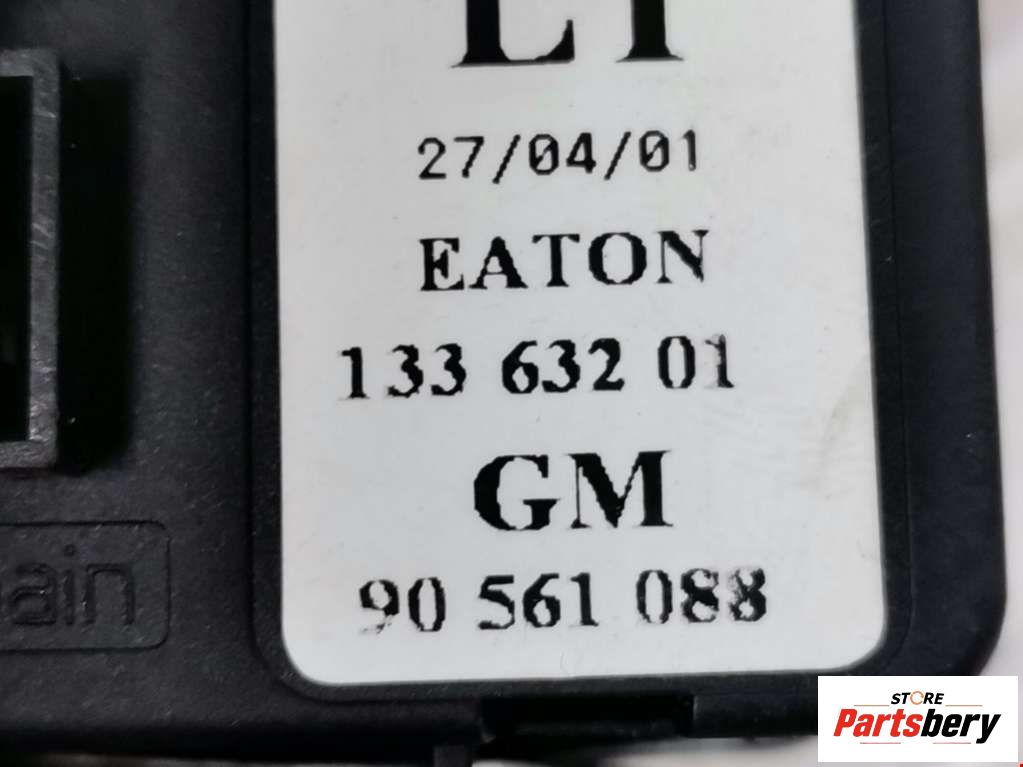 27/04/01
EATON
133 632 01
GM
90 561 088
STORE
Partsbery